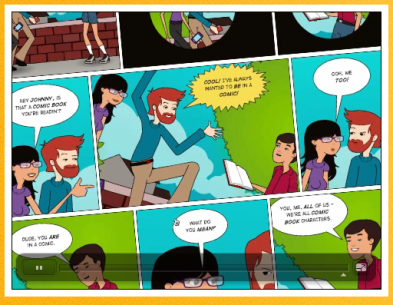 HEY JOHNNY, IS
THAT A COMIC BOOK
YOU'RE READIN'?
COOL! I'VE ALWAYS
WANTED TO BE IN A
COMIC!
OOH, ME
TOO!
DUDE, YOU ARE
IN A COMIC.
WHAT DO
YOU MEAN?
YOU, ME, ALL OF US -
WE'RE ALL COMIC
BOOK CHARACTERS.